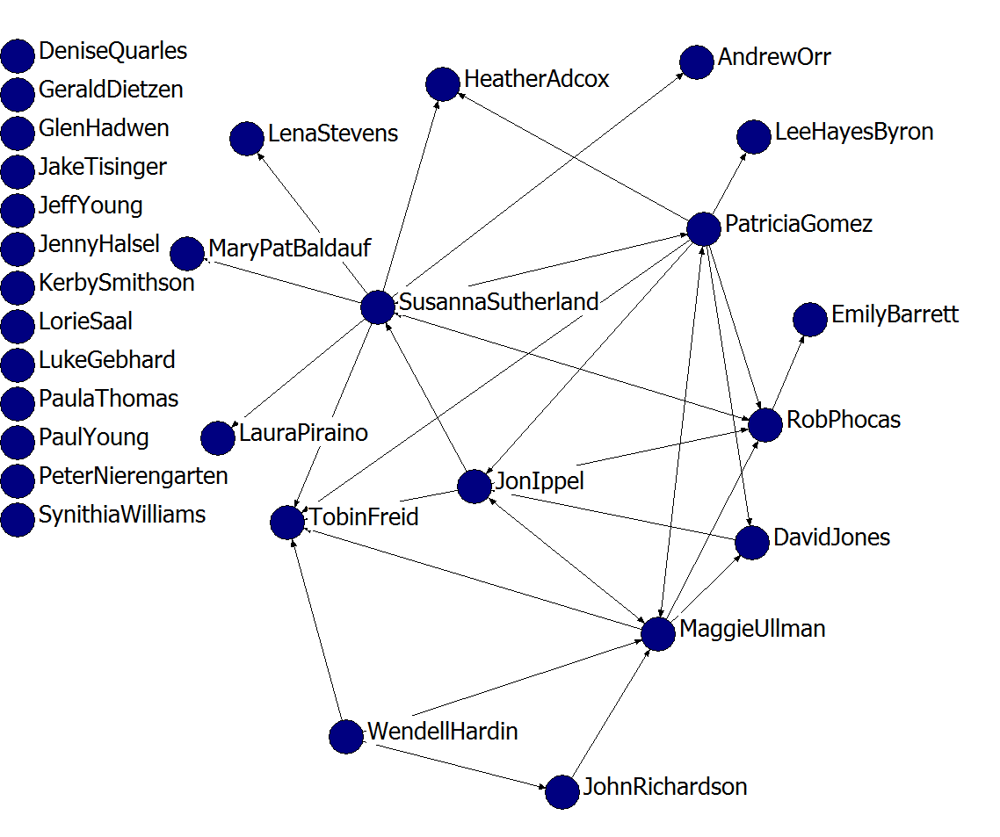 DeniseQuarles
GeraldDietzen
GlenHadwen
JakeTisinger
JeffYoung
JennyHalsel
KerbySmithson
LorieSaal
LukeGebhard
PaulaThomas
PaulYoung
PeterNierengarten
SynithiaWilliams
HeatherAdcox
AndrewOrr
LenaStevens
LeeHayesByron
PatriciaGomez
MaryPatBaldauf
SusannaSutherland
EmilyBarrett
RobPhocas
LauraPiraino
JonIppel
TobinFreid
DavidJones
MaggieUllman
WendellHardin
JohnRichardson